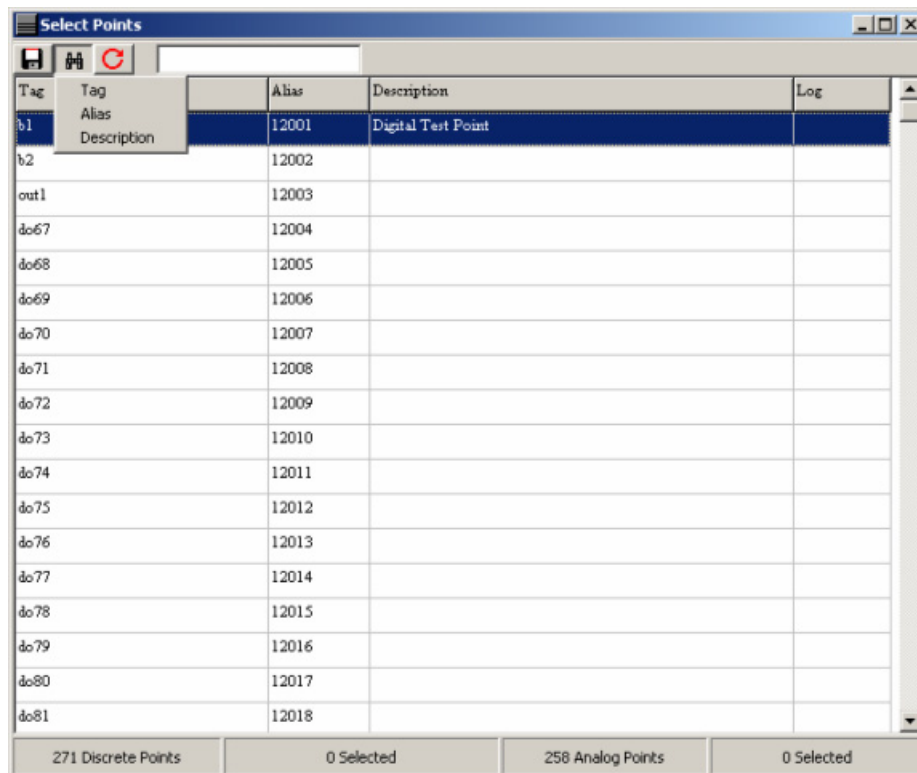 Select Points
Tag Alias Description Log
Tag
Alias
Description
b1 12001 Digital Test Point
b2 12002
out1 12003
do67 12004
do68 12005
do69 12006
do70 12007
do71 12008
do72 12009
do73 12010
do74 12011
do75 12012
do76 12013
do77 12014
do78 12015
do79 12016
do80 12017
do81 12018
271 Discrete Points 0 Selected 258 Analog Points 0 Selected